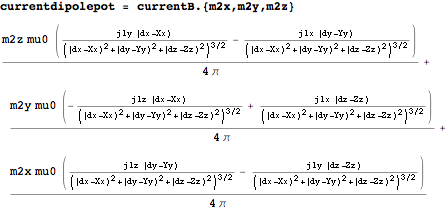 currentdipolepot = currentB.{m2x,m2y,m2z}
m2z mu0 ( j1y (dx-Xx) / ((dx-Xx)^2+(dy-Yy)^2+(dz-Zz)^2)^3/2 - j1x (dy-Yy) / ((dx-Xx)^2+(dy-Yy)^2+(dz-Zz)^2)^3/2 ) / 4 π +
m2y mu0 ( - j1z (dx-Xx) / ((dx-Xx)^2+(dy-Yy)^2+(dz-Zz)^2)^3/2 + j1x (dz-Zz) / ((dx-Xx)^2+(dy-Yy)^2+(dz-Zz)^2)^3/2 ) / 4 π +
m2x mu0 ( j1z (dy-Yy) / ((dx-Xx)^2+(dy-Yy)^2+(dz-Zz)^2)^3/2 - j1y (dz-Zz) / ((dx-Xx)^2+(dy-Yy)^2+(dz-Zz)^2)^3/2 ) / 4 π